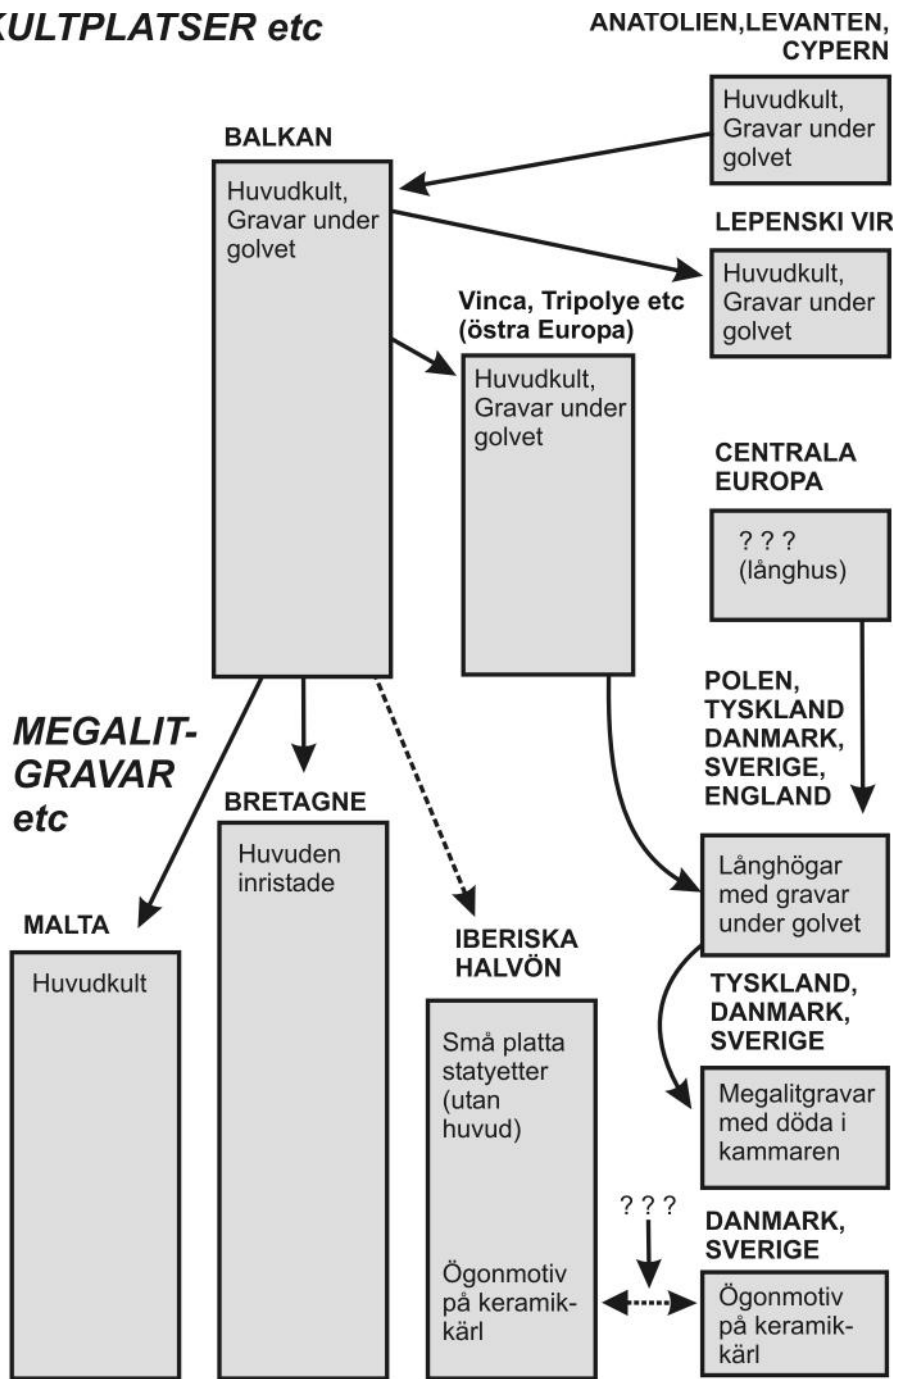 KULTPLATSER etc
ANATOLIEN,LEVANTEN,
CYPERN
Huvudkult,
Gravar under
golvet
BALKAN
Huvudkult,
Gravar under
golvet
LEPENSKI VIR
Huvudkult,
Gravar under
golvet
Vinca, Tripolye etc
(östra Europa)
Huvudkult,
Gravar under
golvet
CENTRALA
EUROPA
? ? ?
(långhus)
POLEN,
TYSKLAND
DANMARK,
SVERIGE,
ENGLAND
MEGALIT-
GRAVAR
etc
BRETAGNE
Huvuden
inristade
Långhögar
med gravar
under golvet
MALTA
Huvudkult
IBERISKA
HALVÖN
Små platta
statyetter
(utan
huvud)
Ögonmotiv
på keramik-
kärl
TYSKLAND,
DANMARK,
SVERIGE
Megalitgravar
med döda i
kammaren
? ? ?
DANMARK,
SVERIGE
Ögonmotiv
på keramik-
kärl